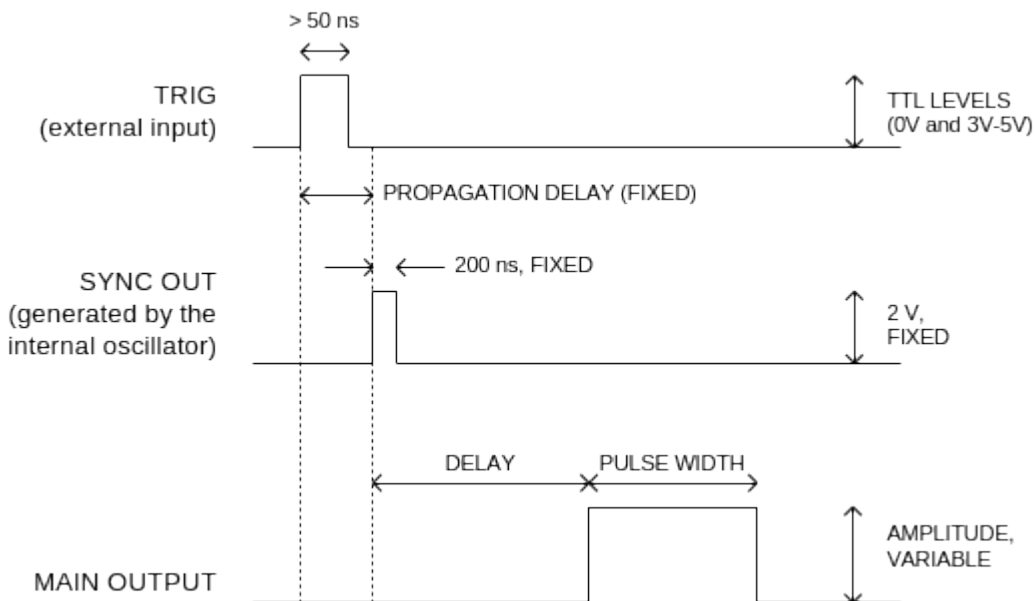 > 50 ns
TRIG
(external input)
TTL LEVELS
(0V and 3V-5V)
PROPAGATION DELAY (FIXED)
200 ns, FIXED
SYNC OUT
(generated by the
internal oscillator)
2 V,
FIXED
DELAY
PULSE WIDTH
AMPLITUDE,
VARIABLE
MAIN OUTPUT